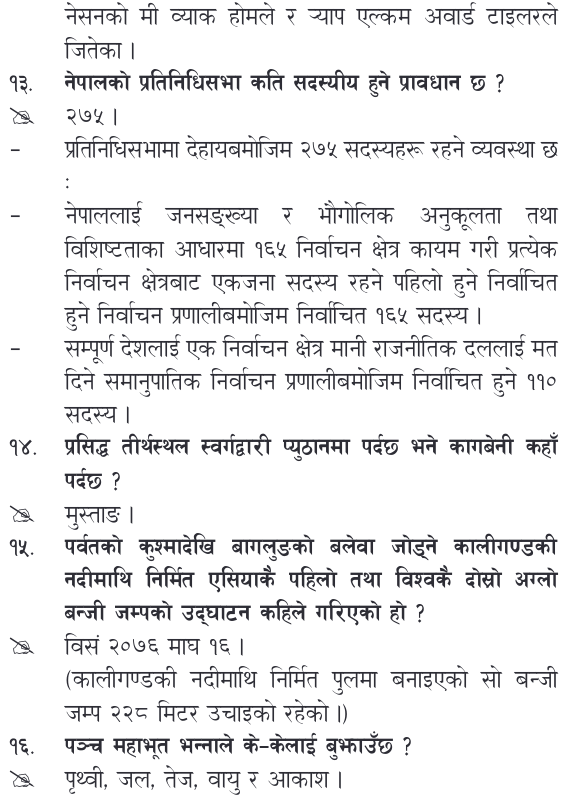 नेसनको मी ब्याक होमले र ऱ्याप एल्कम अवार्ड टाइलरले
जितेका ।
१३. नेपालको प्रतिनिधिसभा कति सदस्यीय हुने प्रावधान छ ?
२७५ ।
– प्रतिनिधिसभामा देहायबमोजिम २७५ सदस्यहरू रहने व्यवस्था छ
:
– नेपाललाई जनसङ्ख्या र भौगोलिक अनुकूलता तथा
विशिष्टताका आधारमा १६५ निर्वाचन क्षेत्र कायम गरी प्रत्येक
निर्वाचन क्षेत्रबाट एकजना सदस्य रहने पहिलो हुने निर्वाचित
हुने निर्वाचन प्रणालीबमोजिम निर्वाचित १६५ सदस्य ।
– सम्पूर्ण देशलाई एक निर्वाचन क्षेत्र मानी राजनीतिक दललाई मत
दिने समानुपातिक निर्वाचन प्रणालीबमोजिम निर्वाचित हुने ११०
सदस्य ।
१४. प्रसिद्ध तीर्थस्थल स्वर्गद्वारी प्युठानमा पर्दछ भने कागबेनी कहाँ
पर्दछ ?
मुस्ताङ ।
१५. पर्वतको कुश्मादेखि बागलुङको बलेवा जोड्ने कालीगण्डकी
नदीमाथि निर्मित एसियाकै पहिलो तथा विश्वकै दोस्रो अग्लो
बन्जी जम्पको उद्घाटन कहिले गरिएको हो ?
विसं २०७६ माघ १६ ।
(कालीगण्डकी नदीमाथि निर्मित पुलमा बनाइएको सो बन्जी
जम्प २२८ मिटर उचाइको रहेको ।)
१६. पञ्च महाभूत भन्नाले के-केलाई बुझाउँछ ?
पृथ्वी, जल, तेज, वायु र आकाश ।